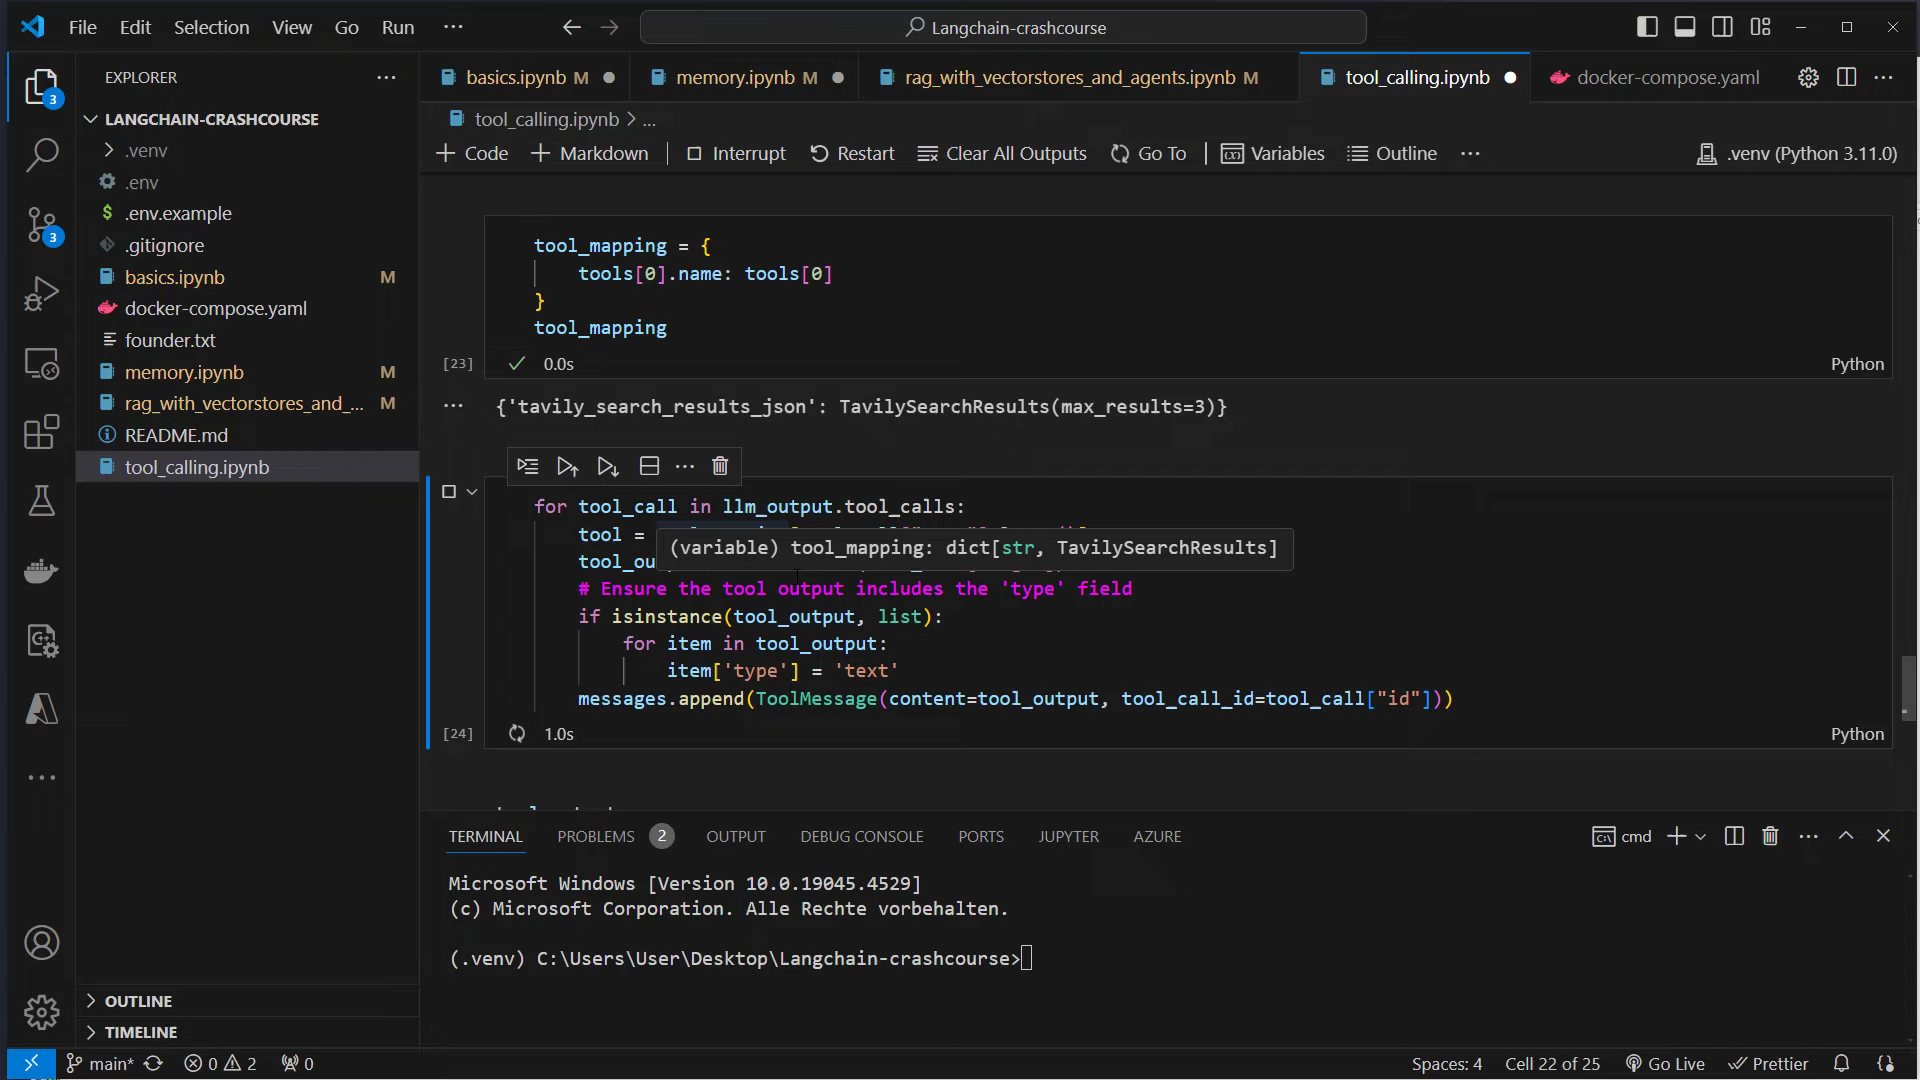 File Edit Selection View Go Run ··· Langchain-crashcourse
EXPLORER
LANGCHAIN-CRASHCOURSE
.venv
.env
.env.example
.gitignore
basics.ipynb M
docker-compose.yaml
founder.txt
memory.ipynb M
rag_with_vectorstores_and_... M
README.md
tool_calling.ipynb
OUTLINE
TIMELINE
3
3
basics.ipynb M memory.ipynb M rag_with_vectorstores_and_agents.ipynb M tool_calling.ipynb docker-compose.yaml
tool_calling.ipynb > ...
+ Code + Markdown Interrupt Restart Clear All Outputs Go To Variables Outline ··· .venv (Python 3.11.0)
tool_mapping = {
tools[0].name: tools[0]
}
tool_mapping
[23] 0.0s Python
{'tavily_search_results_json': TavilySearchResults(max_results=3)}
for tool_call in llm_output.tool_calls:
tool =
(variable) tool_mapping: dict[str, TavilySearchResults]
# Ensure the tool output includes the 'type' field
if isinstance(tool_output, list):
for item in tool_output:
item['type'] = 'text'
messages.append(ToolMessage(content=tool_output, tool_call_id=tool_call["id"]))
[24] 1.0s Python
TERMINAL PROBLEMS 2 OUTPUT DEBUG CONSOLE PORTS JUPYTER AZURE cmd
Microsoft Windows [Version 10.0.19045.4529]
(c) Microsoft Corporation. Alle Rechte vorbehalten.
(.venv) C:\Users\User\Desktop\Langchain-crashcourse>
main* 0 2 0 Spaces: 4 Cell 22 of 25 Go Live Prettier